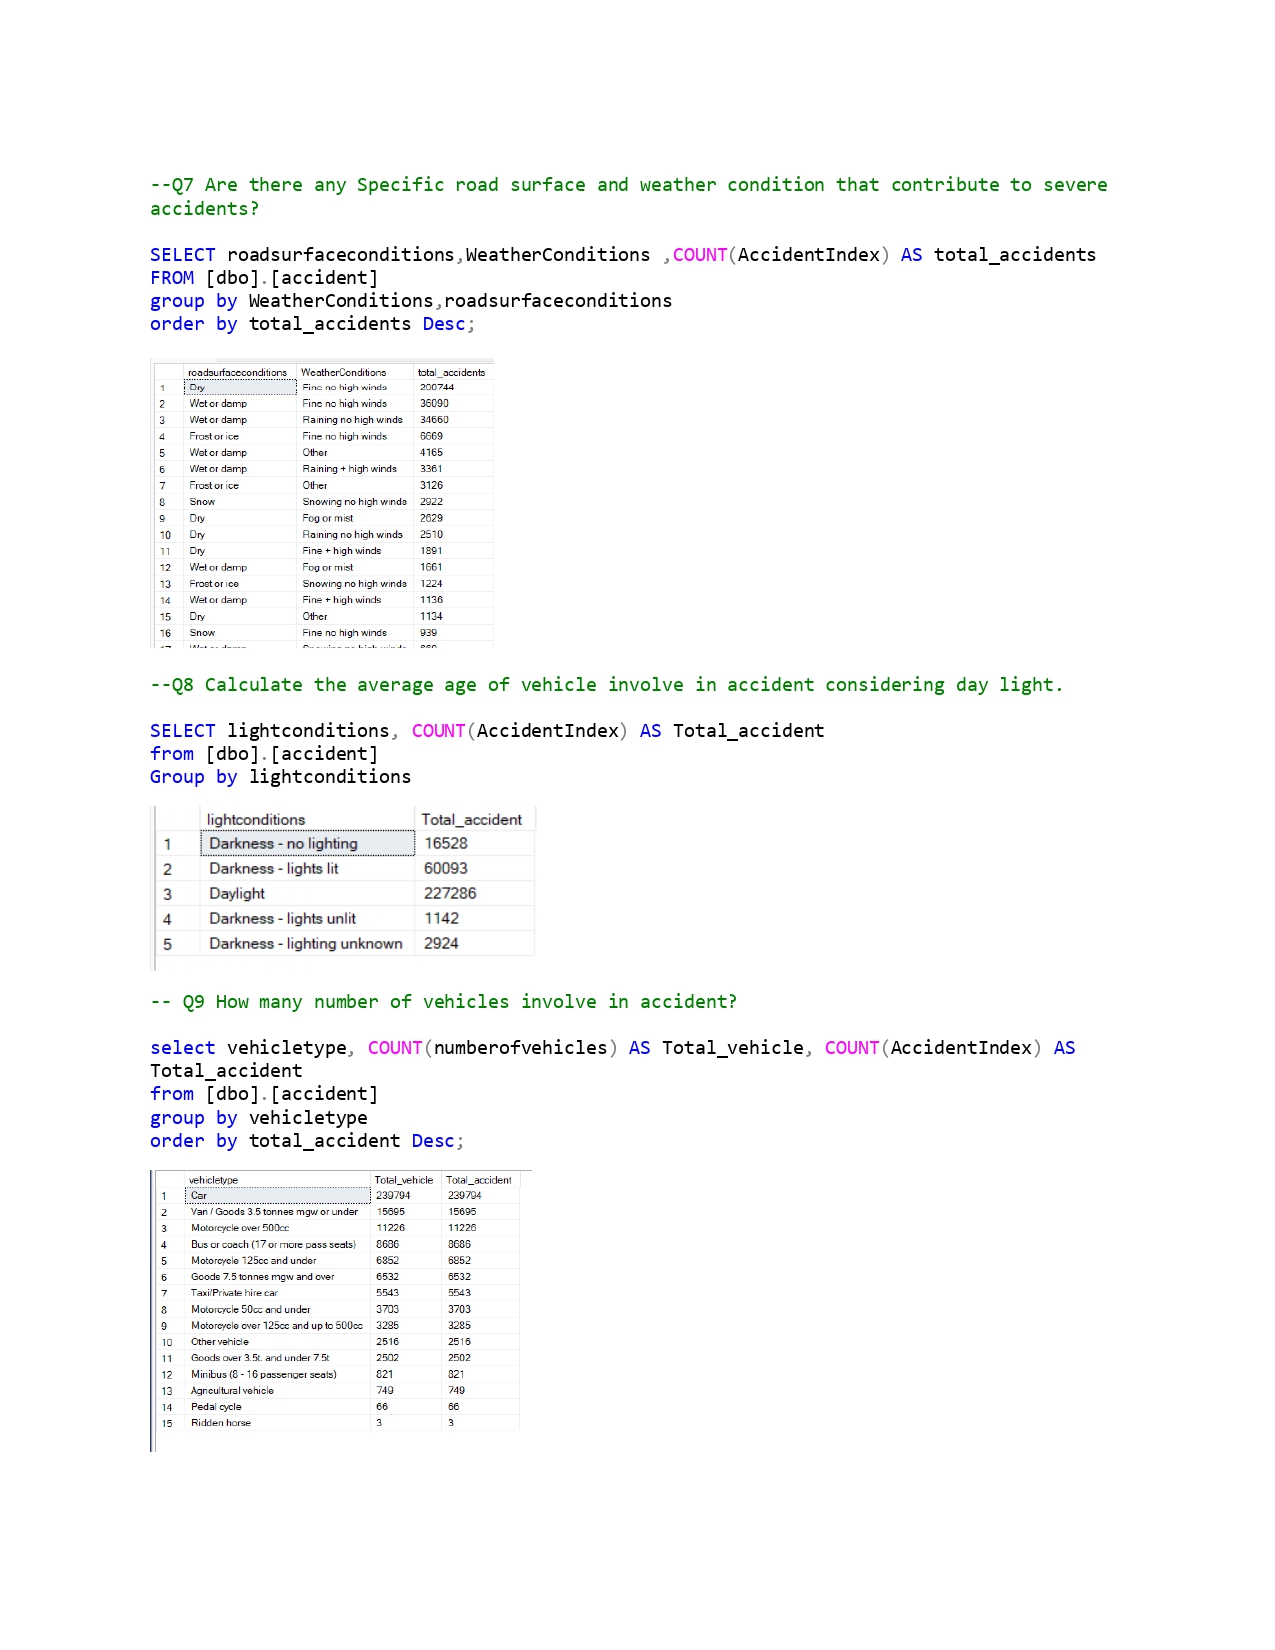 --Q7 Are there any Specific road surface and weather condition that contribute to severe
accidents?
SELECT roadsurfaceconditions,WeatherConditions ,COUNT(AccidentIndex) AS total_accidents
FROM [dbo].[accident]
group by WeatherConditions,roadsurfaceconditions
order by total_accidents Desc;
roadsurfaceconditions WeatherConditions total_accidents
1 Dry Fine no high winds 200744
2 Wet or damp Fine no high winds 36090
3 Wet or damp Raining no high winds 34660
4 Frost or ice Fine no high winds 6669
5 Wet or damp Other 4165
6 Wet or damp Raining + high winds 3361
7 Frost or ice Other 3126
8 Snow Snowing no high winds 2922
9 Dry Fog or mist 2629
10 Dry Raining no high winds 2510
11 Dry Fine + high winds 1891
12 Wet or damp Fog or mist 1661
13 Frost or ice Snowing no high winds 1224
14 Wet or damp Fine + high winds 1136
15 Dry Other 1134
16 Snow Fine no high winds 939
--Q8 Calculate the average age of vehicle involve in accident considering day light.
SELECT lightconditions, COUNT(AccidentIndex) AS Total_accident
from [dbo].[accident]
Group by lightconditions
lightconditions Total_accident
1 Darkness - no lighting 16528
2 Darkness - lights lit 60093
3 Daylight 227286
4 Darkness - lights unlit 1142
5 Darkness - lighting unknown 2924
-- Q9 How many number of vehicles involve in accident?
select vehicletype, COUNT(numberofvehicles) AS Total_vehicle, COUNT(AccidentIndex) AS
Total_accident
from [dbo].[accident]
group by vehicletype
order by total_accident Desc;
vehicletype Total_vehicle Total_accident
1 Car 239794 239794
2 Van / Goods 3.5 tonnes mgw or under 15695 15695
3 Motorcycle over 500cc 11226 11226
4 Bus or coach (17 or more pass seats) 8686 8686
5 Motorcycle 125cc and under 6852 6852
6 Goods 7.5 tonnes mgw and over 6532 6532
7 Taxi/Private hire car 5543 5543
8 Motorcycle 50cc and under 3703 3703
9 Motorcycle over 125cc and up to 500cc 3285 3285
10 Other vehicle 2516 2516
11 Goods over 3.5t. and under 7.5t 2502 2502
12 Minibus (8 - 16 passenger seats) 821 821
13 Agricultural vehicle 749 749
14 Pedal cycle 66 66
15 Ridden horse 3 3